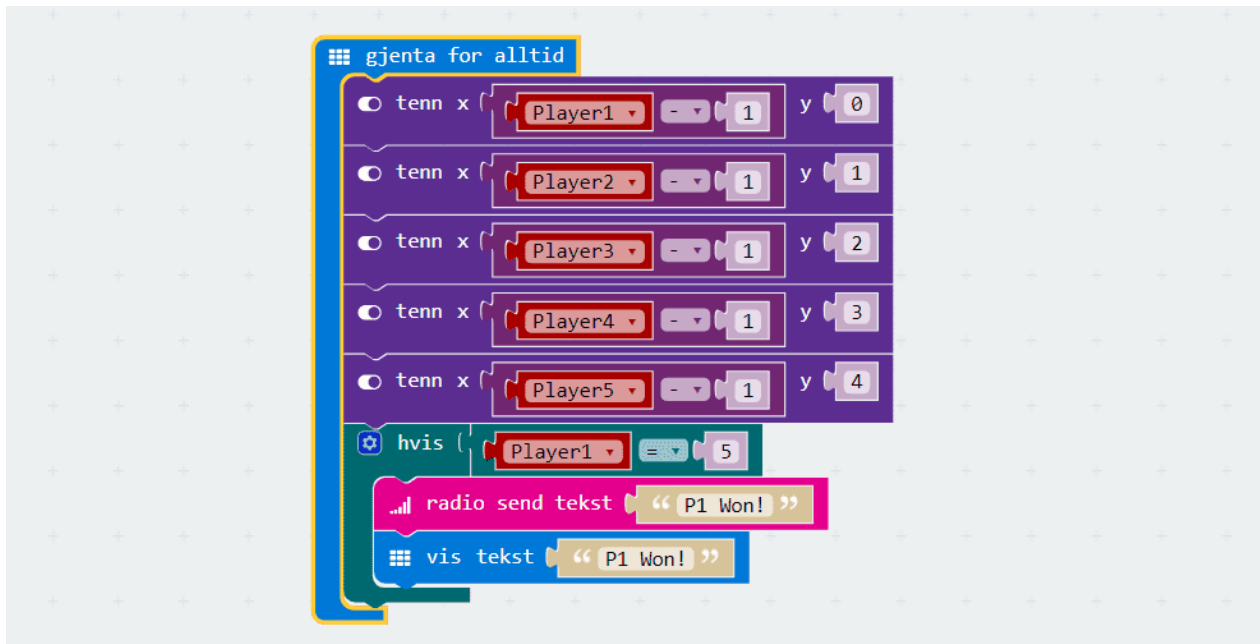 gjenta for alltid
tenn x Player1 - 1 y 0
tenn x Player2 - 1 y 1
tenn x Player3 - 1 y 2
tenn x Player4 - 1 y 3
tenn x Player5 - 1 y 4
hvis Player1 = 5
radio send tekst “ P1 Won! ”
vis tekst “ P1 Won! ”